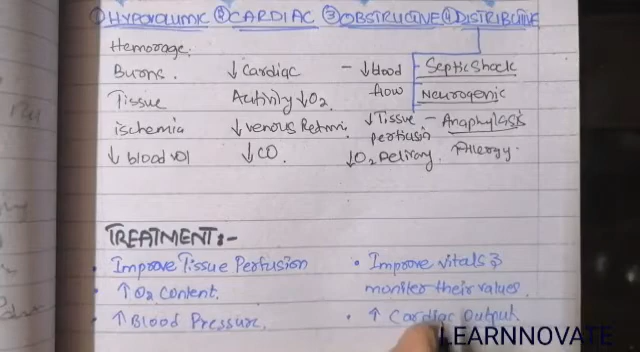 ① HYPOVOLUMIC ② CARDIAC ③ OBSTRUCTIVE ④ DISTRIBUTIVE
Hemorage.
Burns. ↓ Cardiac - ↓ blood - Septic Shock
Tissue Activity ↓ O2. flow Neurogenic
ischemia ↓ venous Return. ↓ Tissue - Anaphylaxis
perfusion
↓ blood vol ↓ CO. ↓ O2 Delivery. Allergy.
TREATMENT:-
• Improve Tissue Perfusion
• ↑ O2 Content.
• ↑ Blood Pressure.
• Improve vitals &
moniter their values.
• ↑ Cardiac Output.
LEARNNOVATE